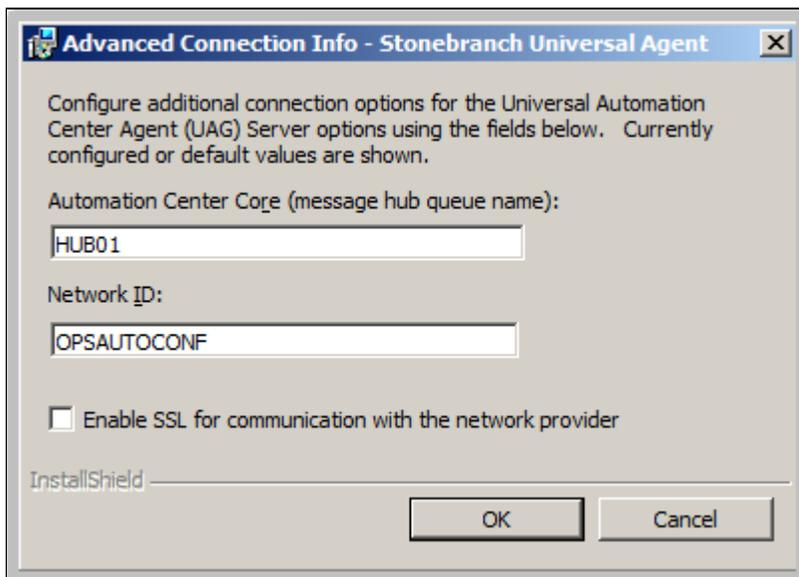 Advanced Connection Info - Stonebranch Universal Agent
Configure additional connection options for the Universal Automation
Center Agent (UAG) Server options using the fields below. Currently
configured or default values are shown.
Automation Center Core (message hub queue name):
HUB01
Network ID:
OPSAUTOCONF
Enable SSL for communication with the network provider
InstallShield
OK
Cancel